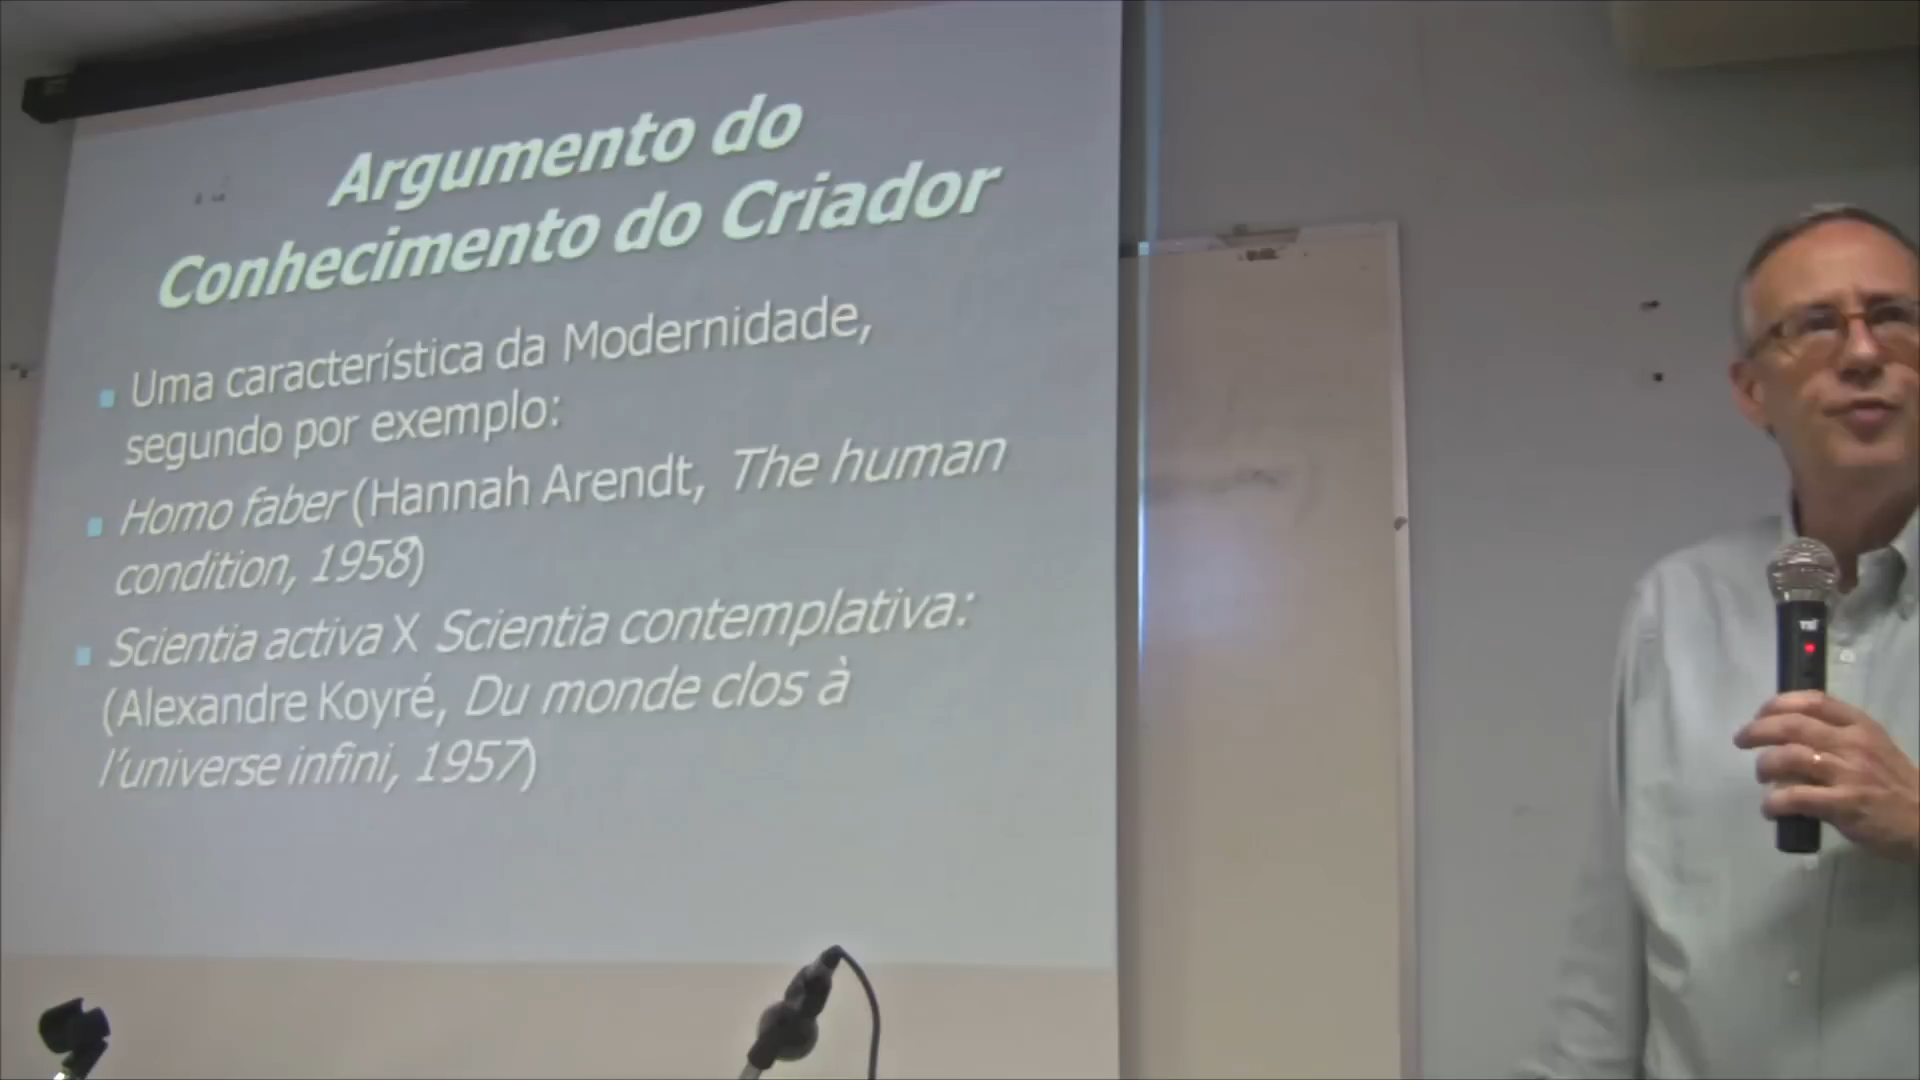 Argumento do
Conhecimento do Criador
Uma característica da Modernidade,
segundo por exemplo:
Homo faber (Hannah Arendt, The human
condition, 1958)
Scientia activa X Scientia contemplativa:
(Alexandre Koyré, Du monde clos à
l'universe infini, 1957)